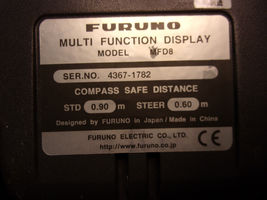 FURUNO
MULTI FUNCTION DISPLAY
MODEL MFD8
SER.NO. 4367-1782
COMPASS SAFE DISTANCE
STD 0.90 m STEER 0.60 m
Designed by FURUNO in Japan / Made in China
FURUNO ELECTRIC CO., LTD.
http://www.furuno.co.jp
CE